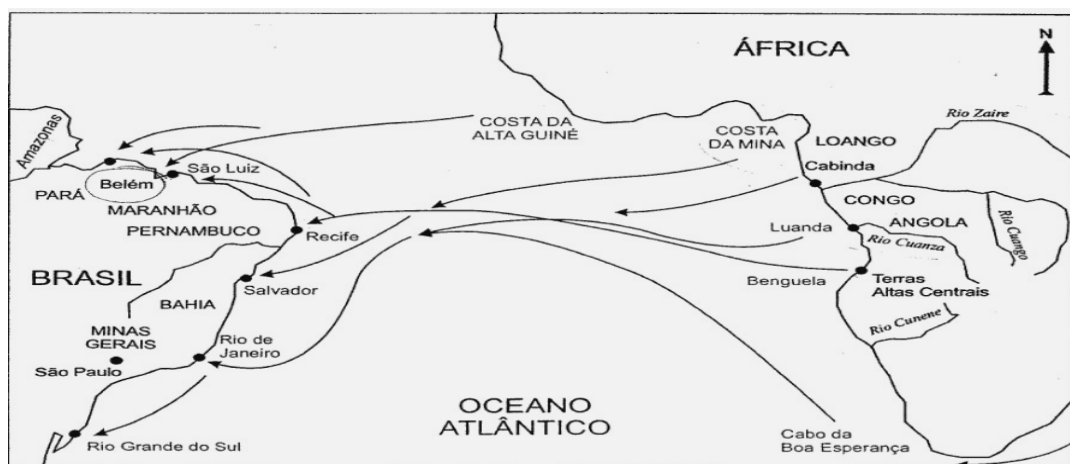 ÁFRICA
N
Amazonas
COSTA DA
ALTA GUINÉ
COSTA
DA MINA
LOANGO
Rio Zaire
Cabinda
São Luiz
PARÁ
Belém
MARANHÃO
PERNAMBUCO
Recife
CONGO
ANGOLA
Luanda
Rio Cuanza
Rio Cuango
BRASIL
Salvador
BAHIA
Benguela
Terras
Altas Centrais
Rio Cunene
MINAS
GERAIS
São Paulo
Rio de
Janeiro
OCEANO
ATLÂNTICO
Rio Grande do Sul
Cabo da
Boa Esperança